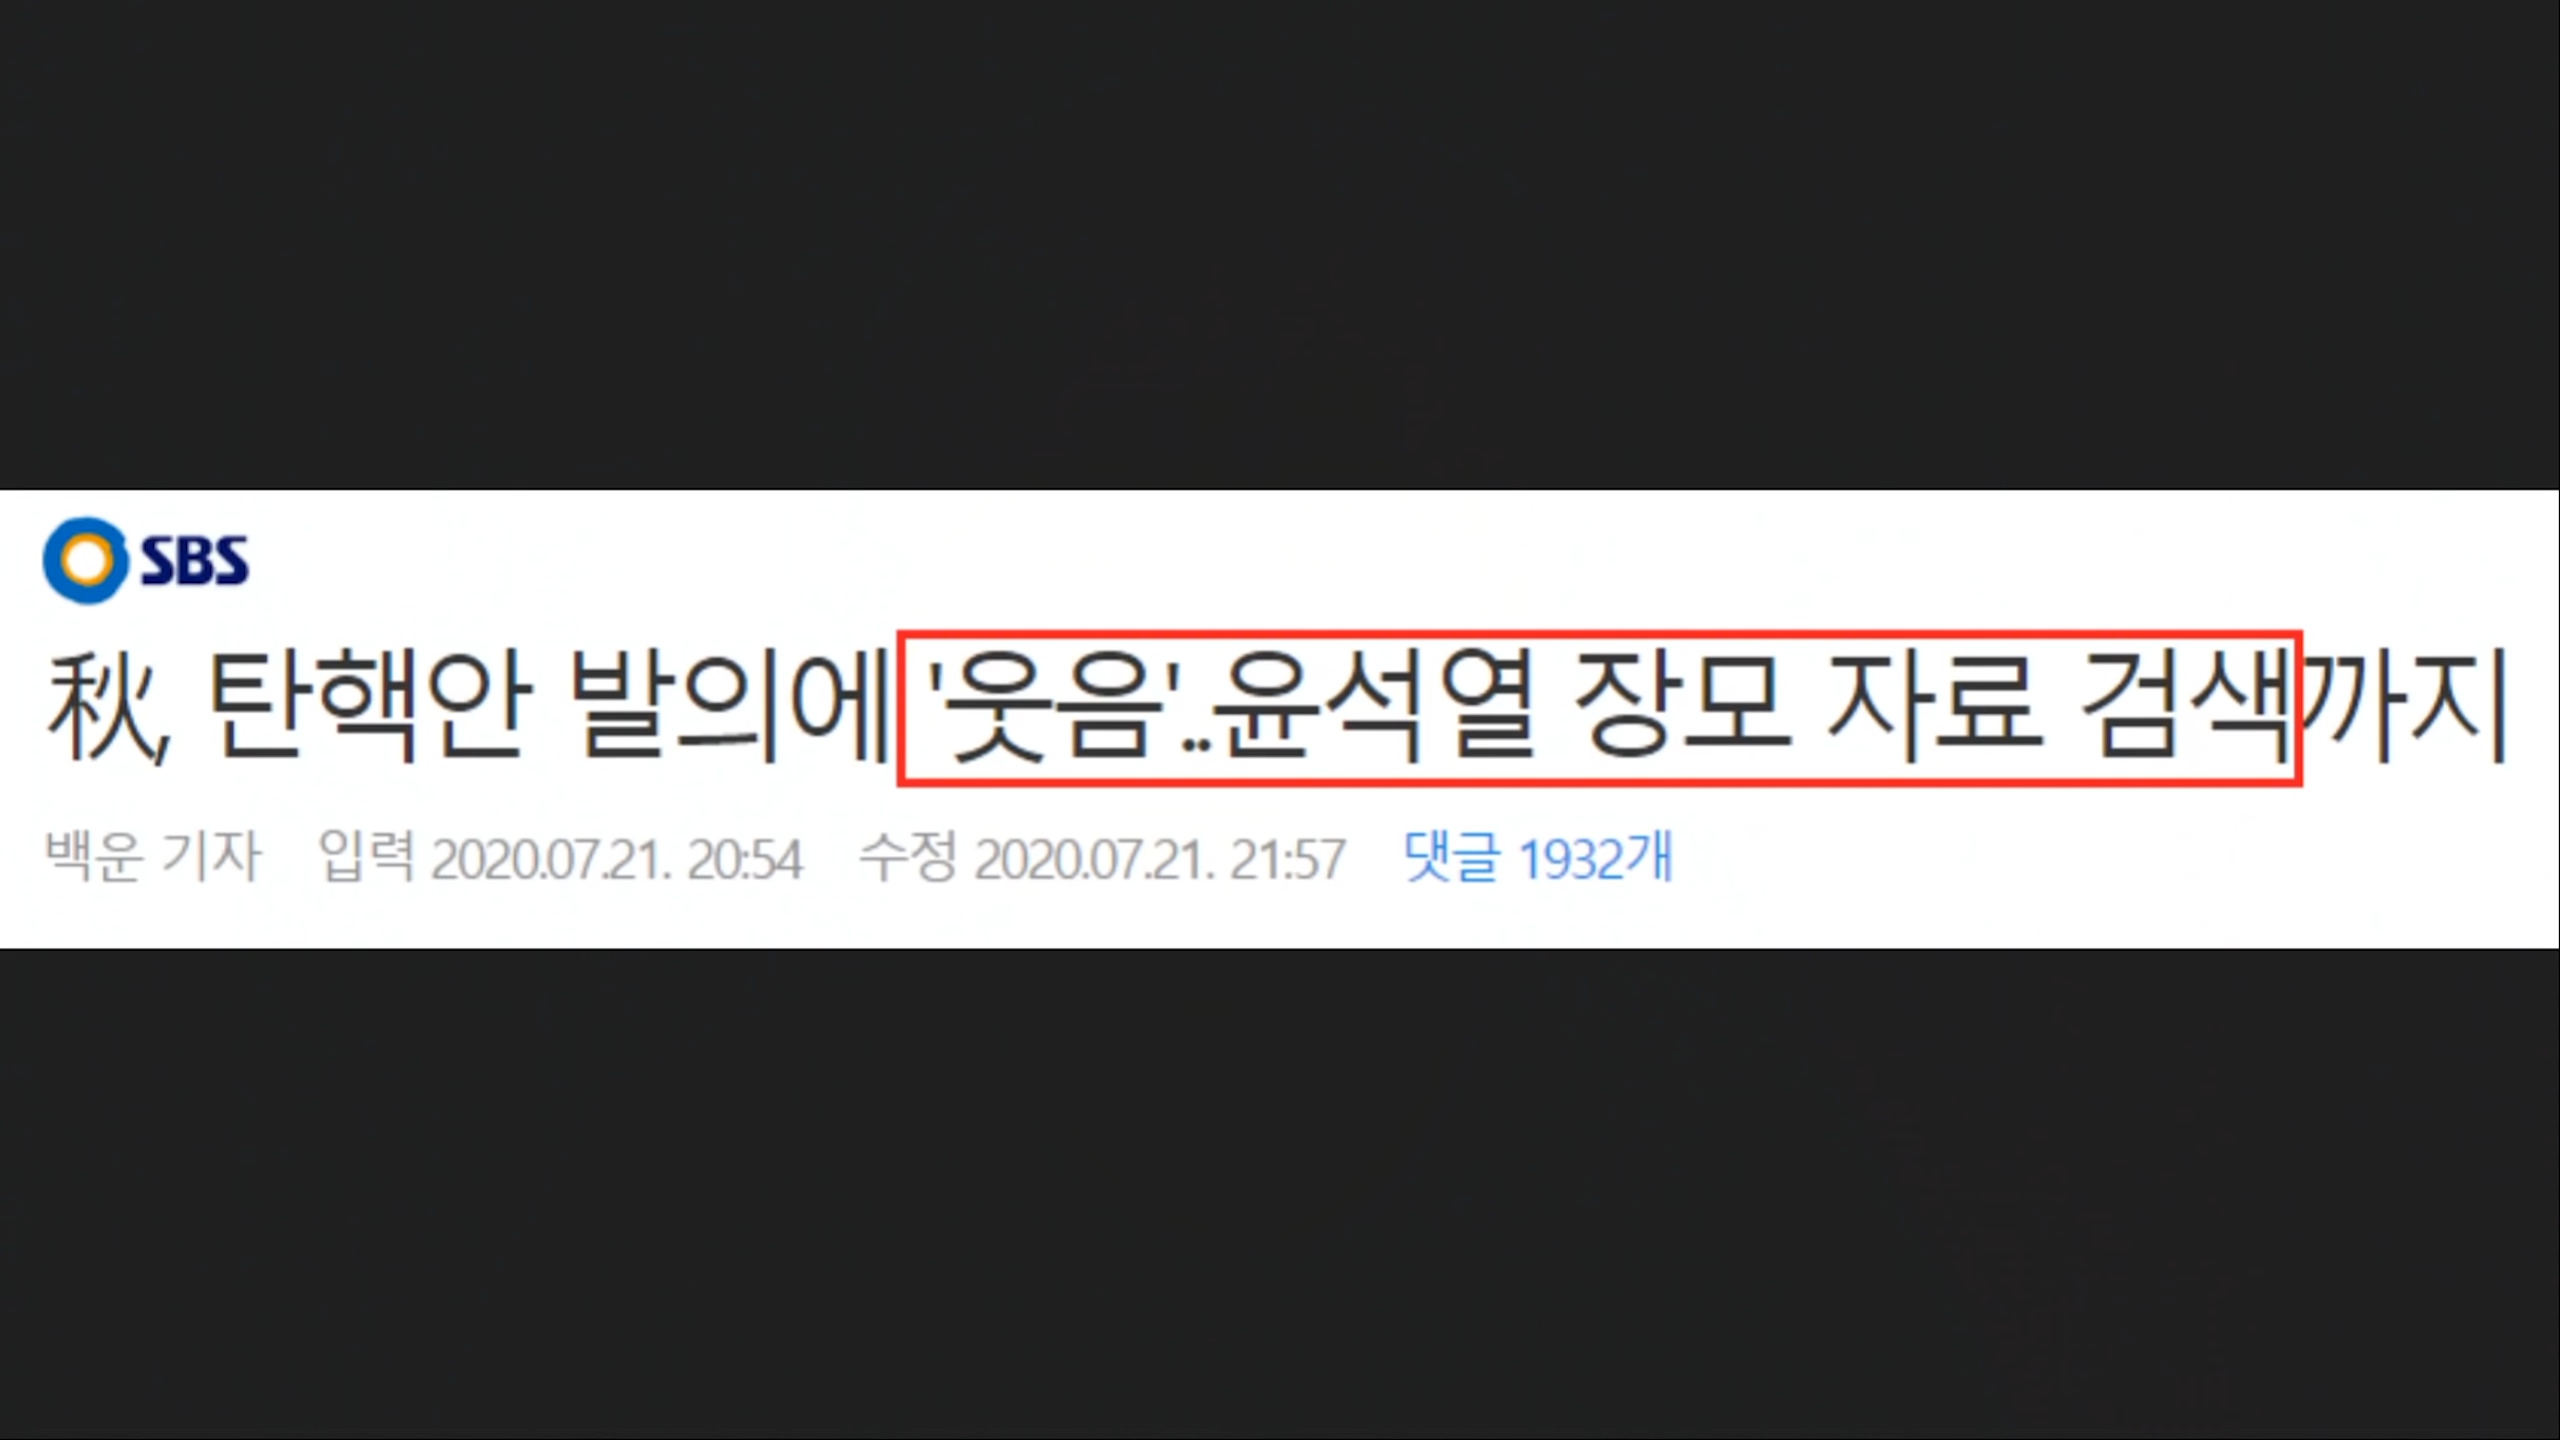 SBS
秋, 탄핵안 발의에 '웃음'..윤석열 장모 자료 검색까지
백운 기자 입력 2020.07.21. 20:54 수정 2020.07.21. 21:57 댓글 1932개